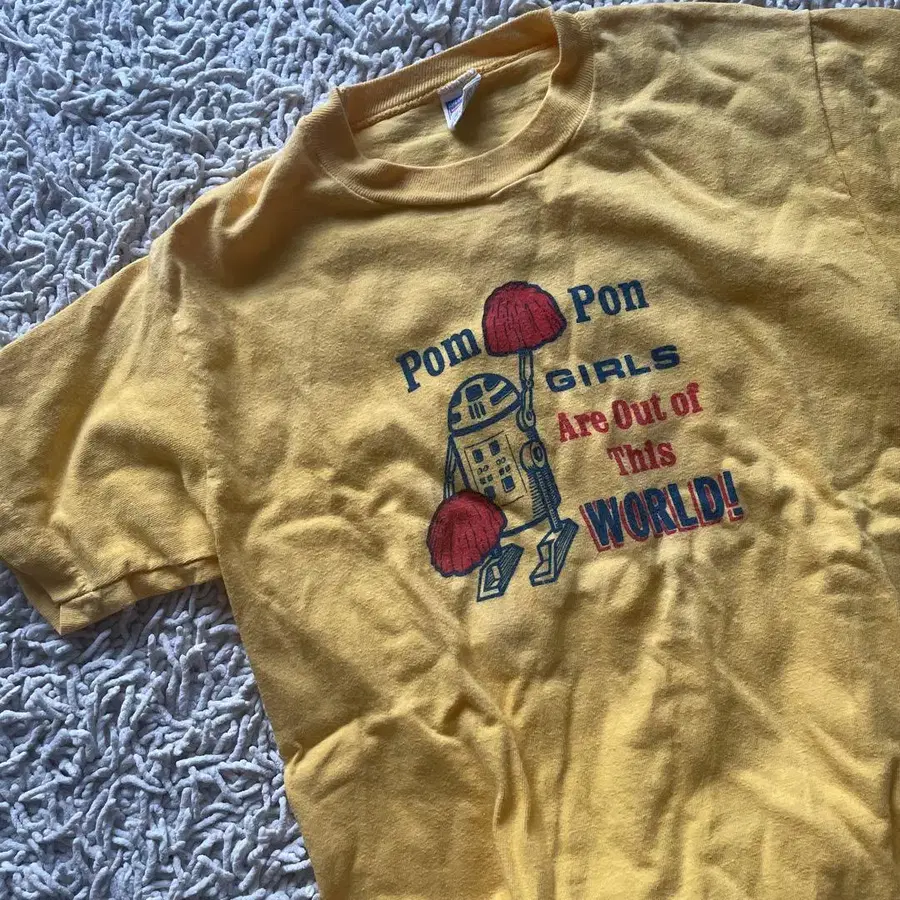 Pom Pon
GIRLS
Are Out of
This
WORLD!